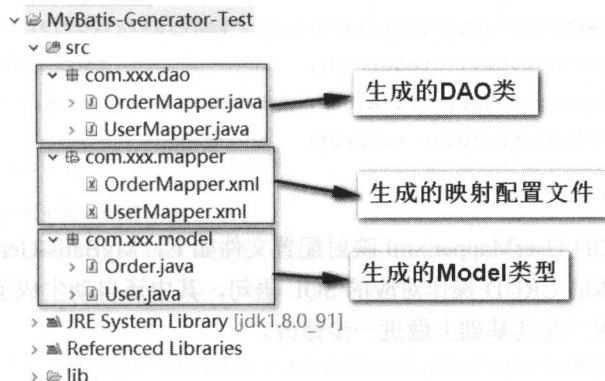 MyBatis-Generator-Test
src
com.xxx.dao
OrderMapper.java
UserMapper.java
生成的DAO类
com.xxx.mapper
OrderMapper.xml
UserMapper.xml
生成的映射配置文件
com.xxx.model
Order.java
User.java
生成的Model类型
JRE System Library [jdk1.8.0_91]
Referenced Libraries
lib